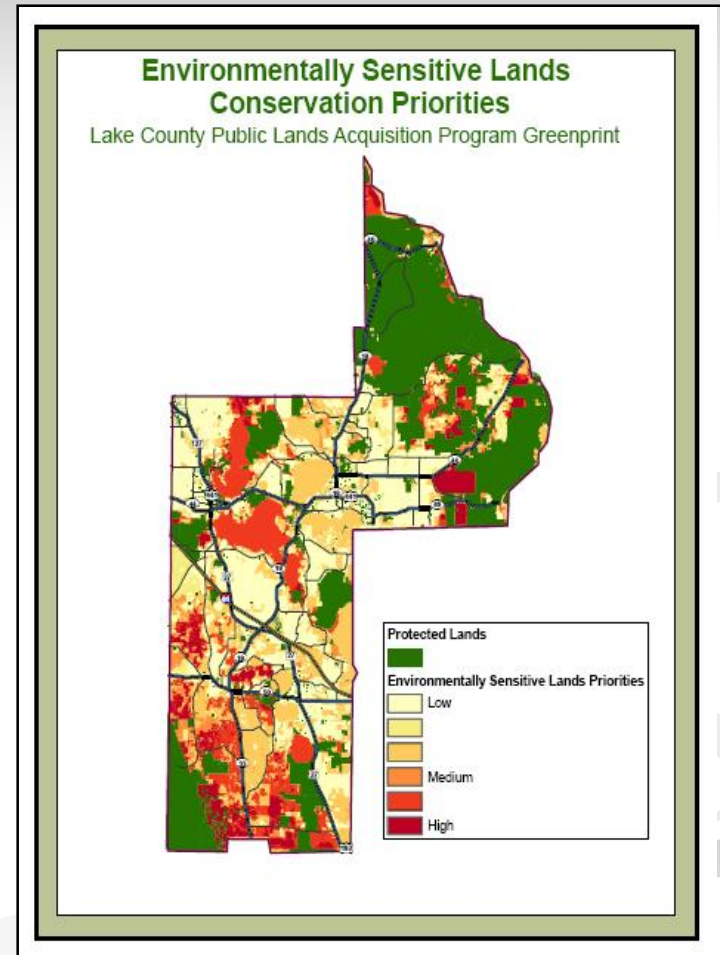 Environmentally Sensitive Lands
Conservation Priorities
Lake County Public Lands Acquisition Program Greenprint
Protected Lands
Environmentally Sensitive Lands Priorities
Low
Medium
High